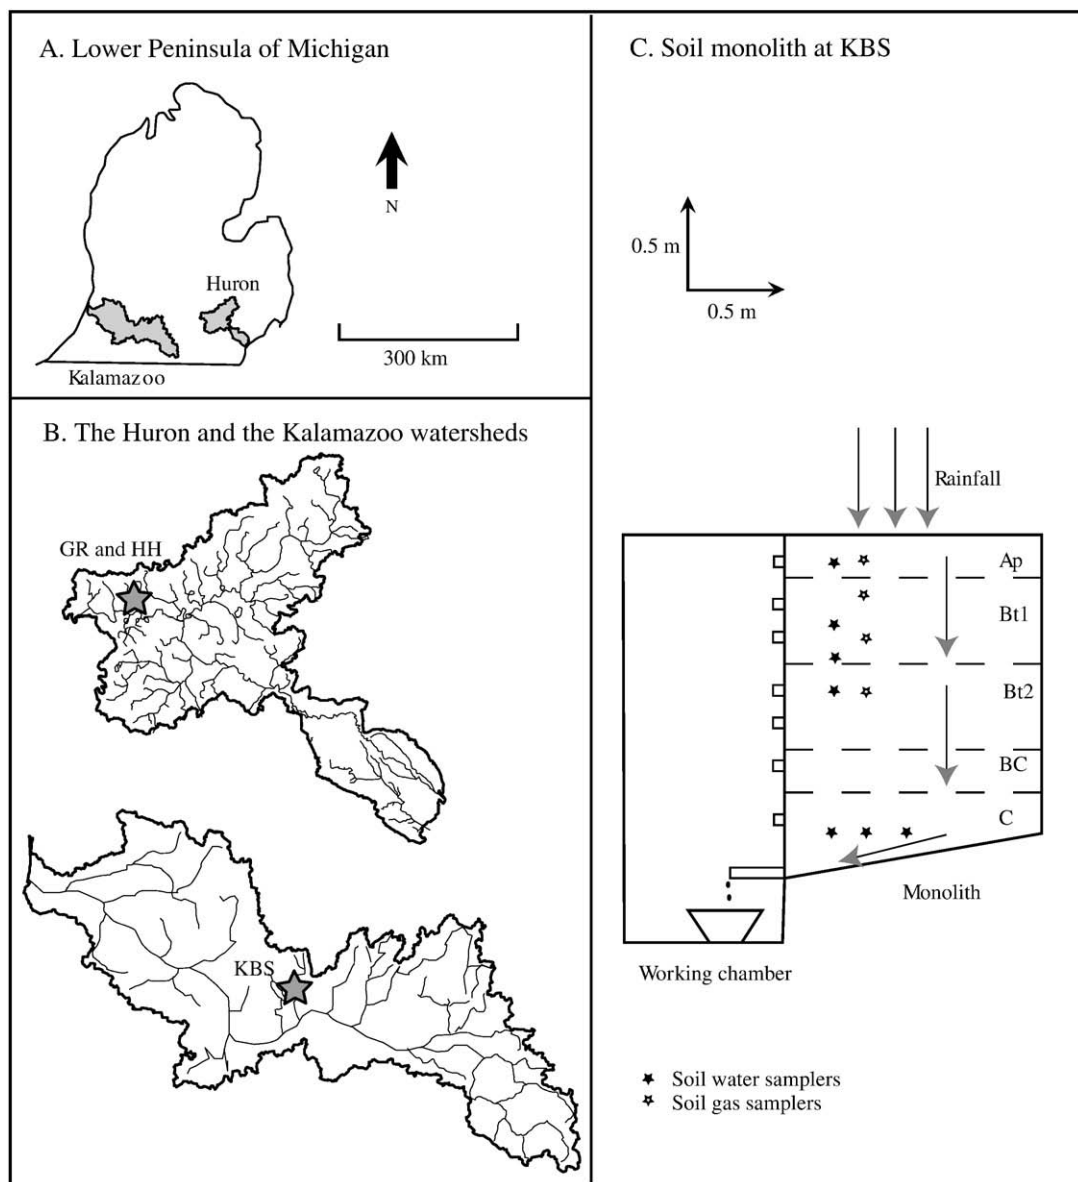 A. Lower Peninsula of Michigan
N
Huron
300 km
Kalamazoo
B. The Huron and the Kalamazoo watersheds
GR and HH
KBS
C. Soil monolith at KBS
0.5 m
0.5 m
Rainfall
Ap
Bt1
Bt2
BC
C
Monolith
Working chamber
Soil water samplers
Soil gas samplers